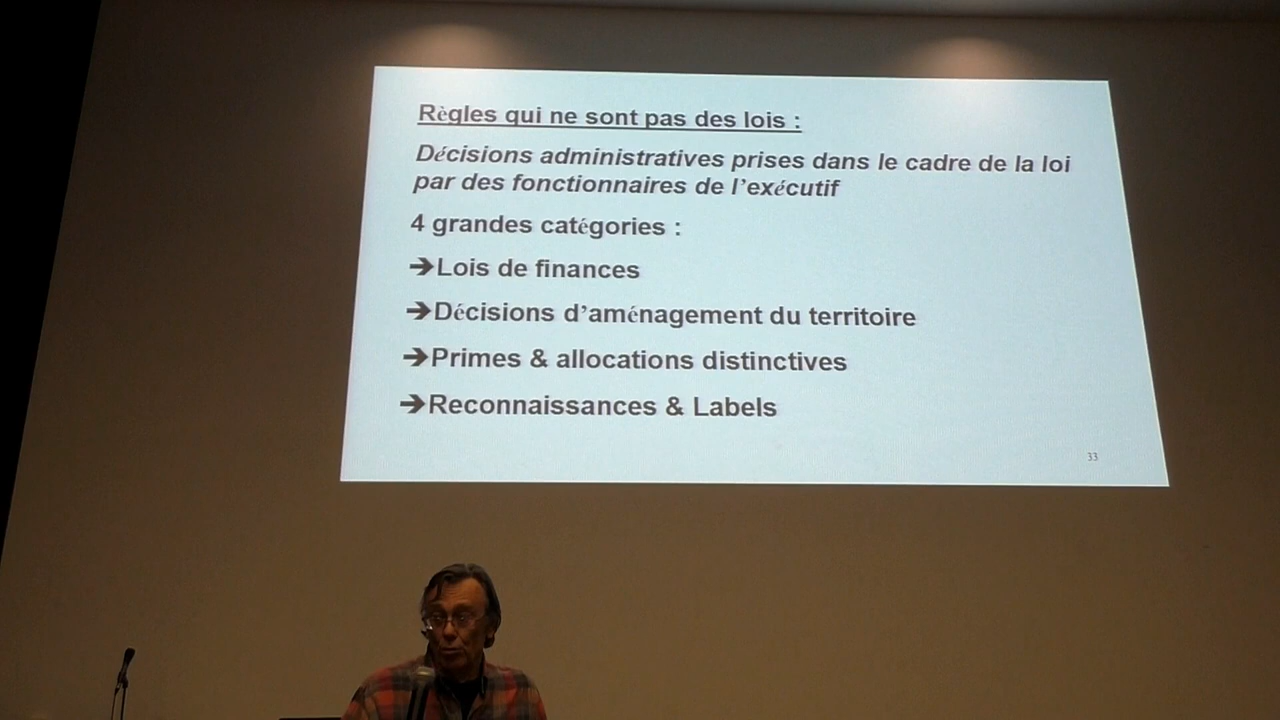 Règles qui ne sont pas des lois :
Décisions administratives prises dans le cadre de la loi
par des fonctionnaires de l’exécutif
4 grandes catégories :
➔Lois de finances
➔Décisions d’aménagement du territoire
➔Primes & allocations distinctives
➔Reconnaissances & Labels
33